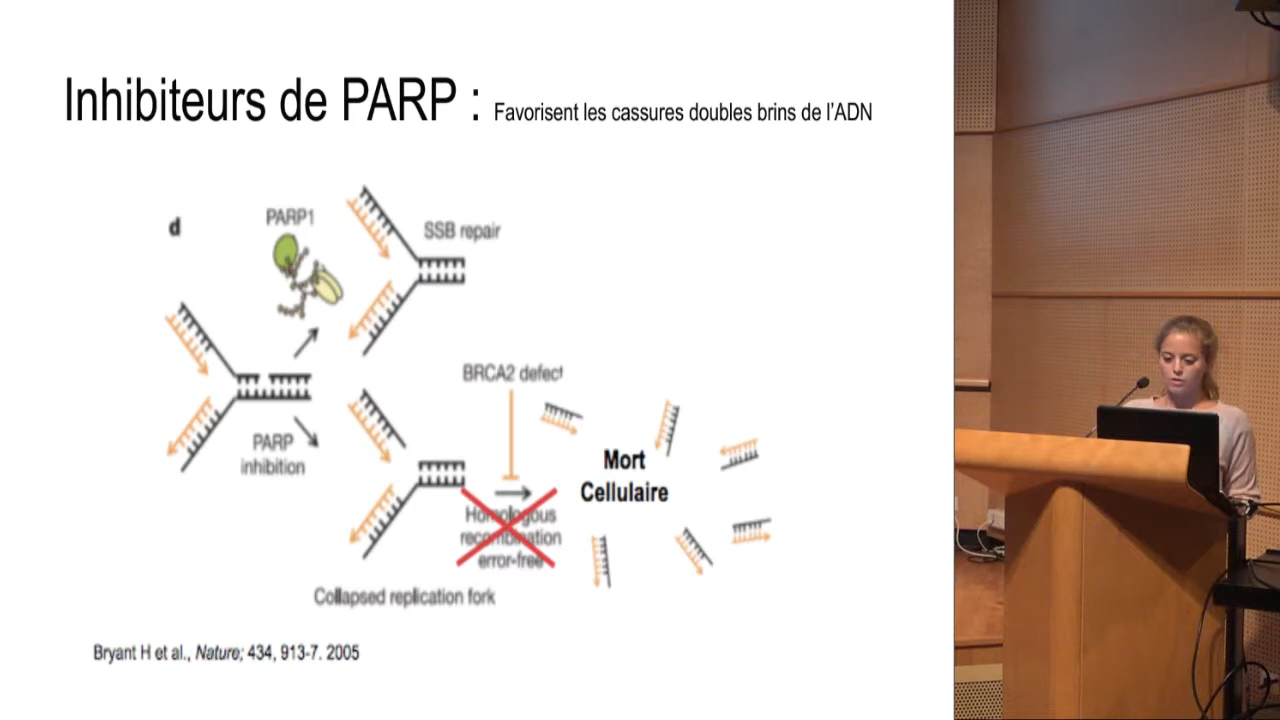 Inhibiteurs de PARP : Favorisent les cassures doubles brins de l'ADN
d
PARP1
SSB repair
BRCA2 defect
PARP
inhibition
Mort
Cellulaire
Homologous
recombination
error-free
Collapsed replication fork
Bryant H et al., Nature; 434, 913-7. 2005